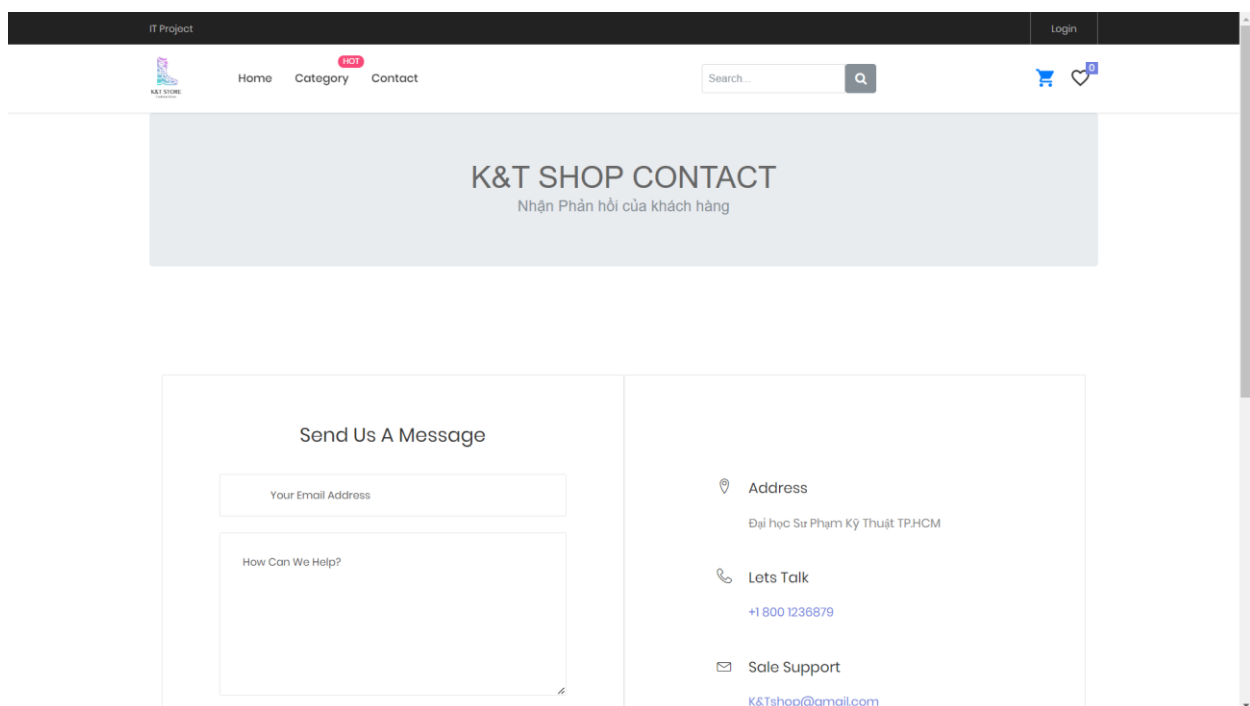 IT Project
Login
K&T STORE
Home
Category
HOT
Contact
Search...
0
K&T SHOP CONTACT
Nhận Phản hồi của khách hàng
Send Us A Message
Your Email Address
How Can We Help?
Address
Đại học Sư Phạm Kỹ Thuật TP.HCM
Lets Talk
+1 800 1236879
Sale Support
K&Tshop@gmail.com